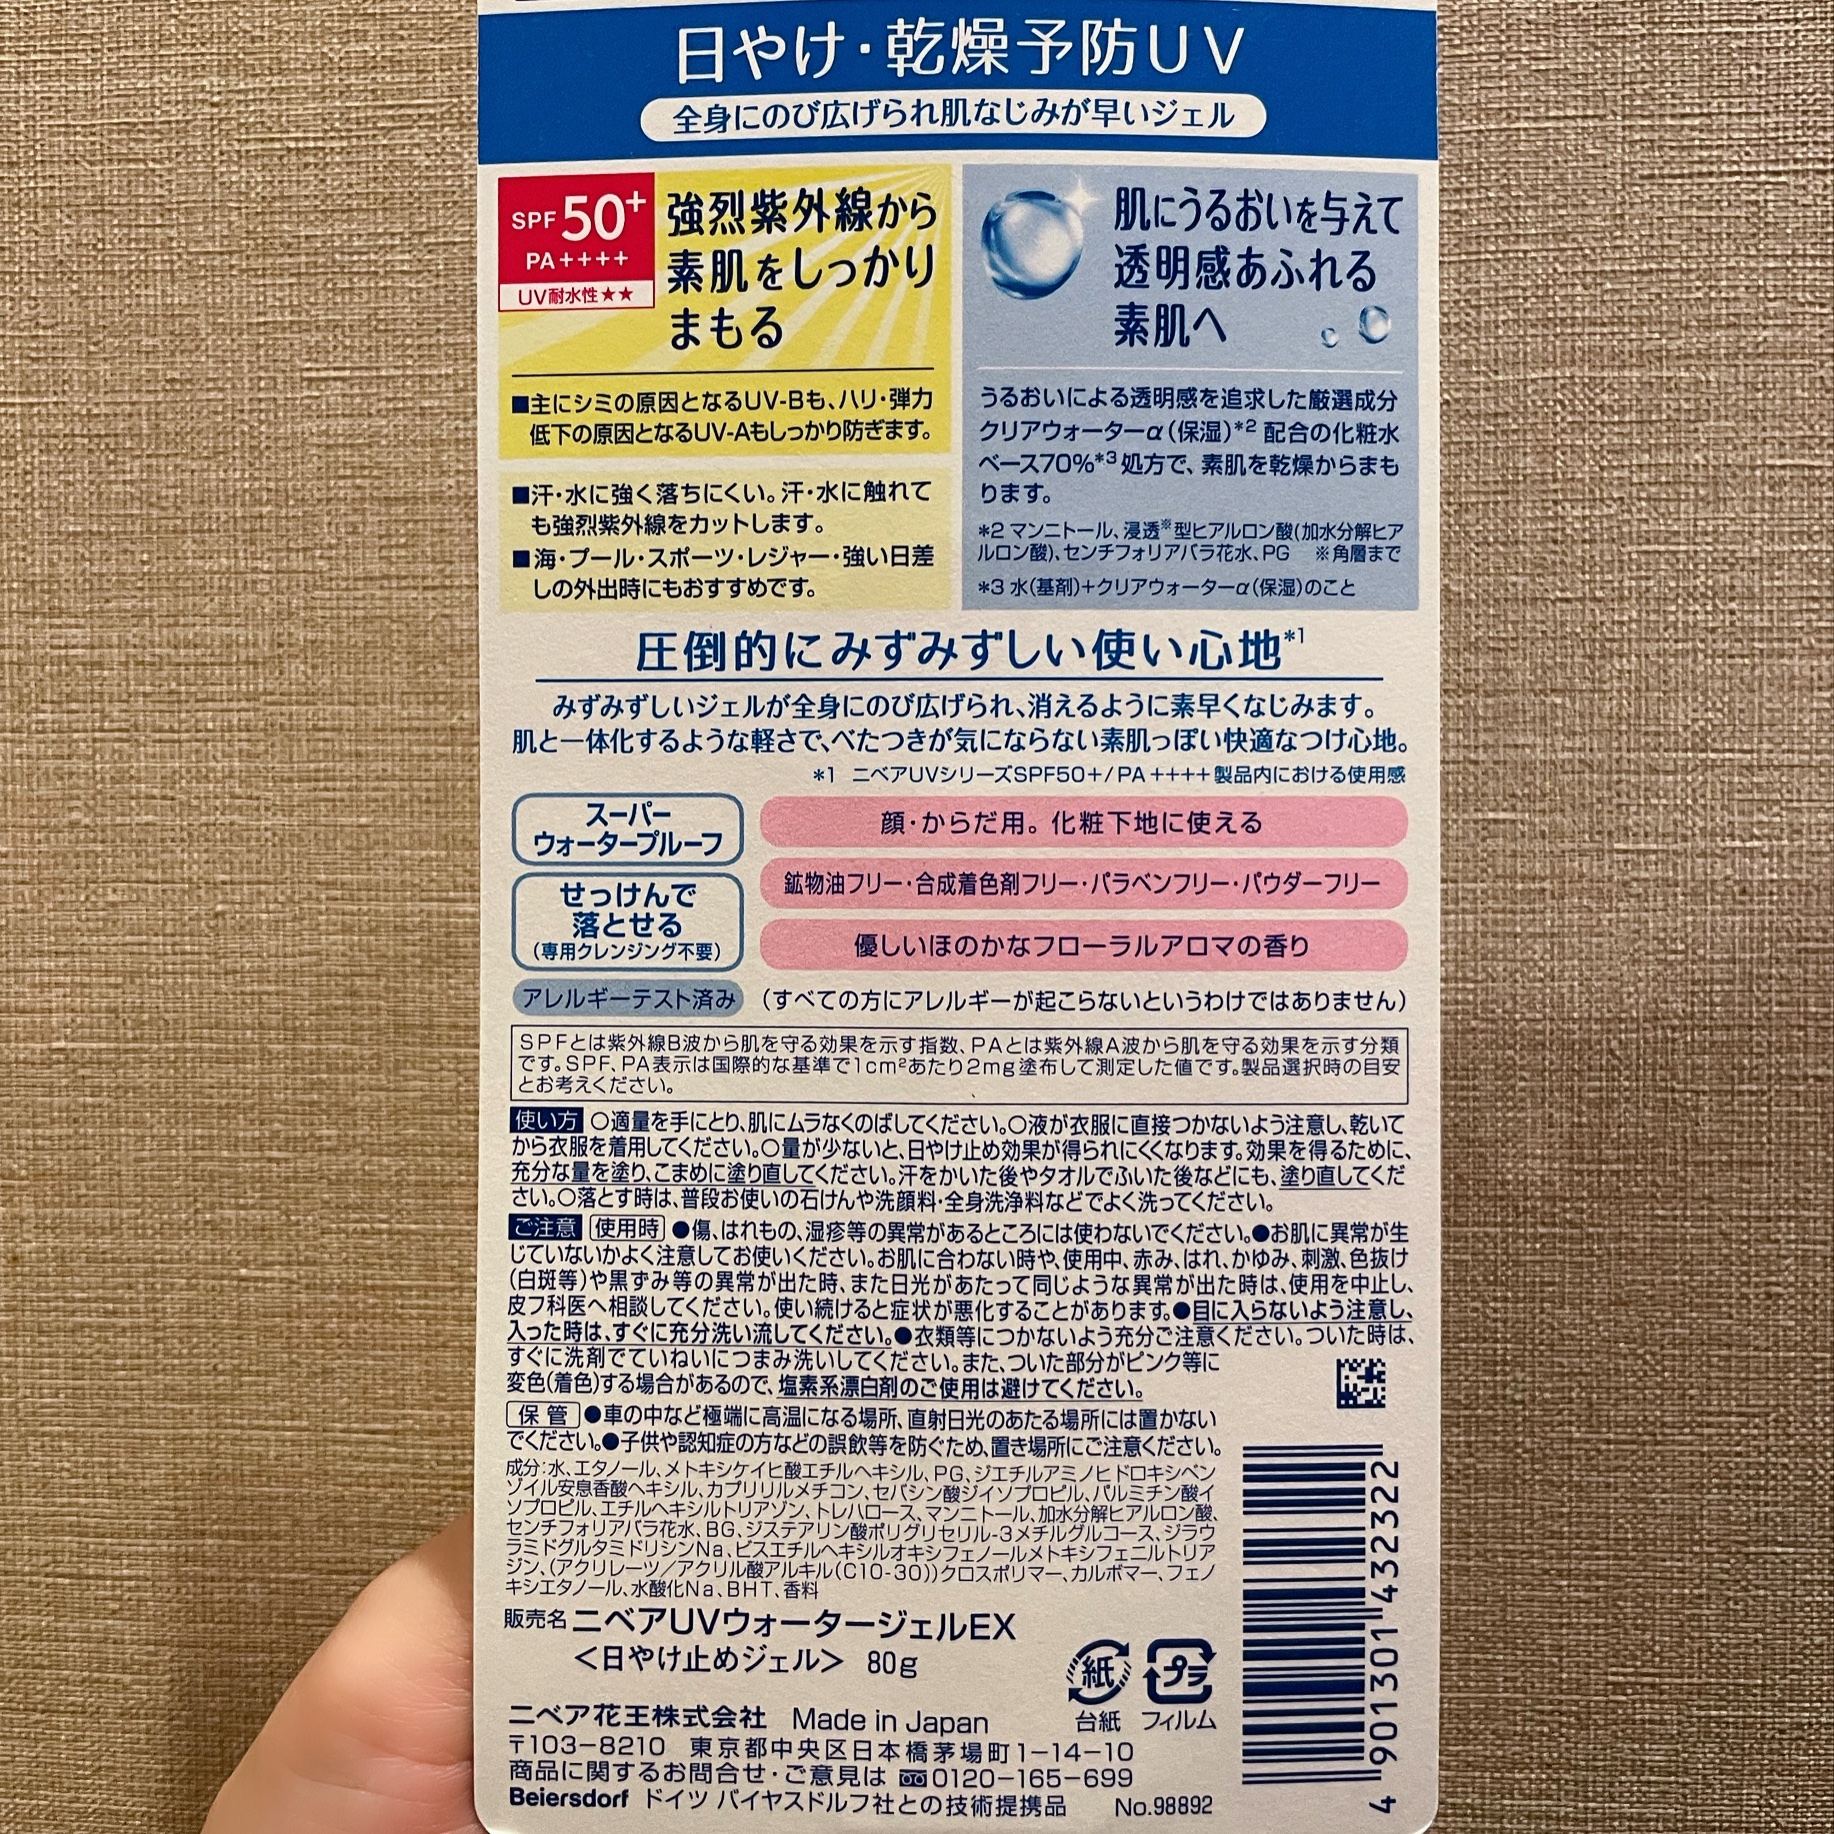 日やけ・乾燥予防UV
全身にのび広げられ肌なじみが早いジェル
SPF50+
PA++++
UV耐水性★★
強烈紫外線から
素肌をしっかり
まもる
■主にシミの原因となるUV-Bも、ハリ・弾力
低下の原因となるUV-Aもしっかり防ぎます。
■汗・水に強く落ちにくい。汗・水に触れて
も強烈紫外線をカットします。
■海・プール・スポーツ・レジャー・強い日差
しの外出時にもおすすめです。
肌にうるおいを与えて
透明感あふれる
素肌へ
うるおいによる透明感を追求した厳選成分
クリアウォーターα(保湿)*2 配合の化粧水
ベース70%*3処方で、素肌を乾燥からまも
ります。
*2 マンニトール、浸透※型ヒアルロン酸(加水分解ヒア
ルロン酸)、センチフォリアバラ花水、PG ※角層まで
*3 水(基剤)+クリアウォーターα(保湿)のこと
圧倒的にみずみずしい使い心地*1
みずみずしいジェルが全身にのび広げられ、消えるように素早くなじみます。
肌と一体化するような軽さで、べたつきが気にならない素肌っぽい快適なつけ心地。
*1 ニベアUVシリーズSPF50+/PA++++製品内における使用感
スーパー
ウォータープルーフ
せっけんで
落とせる
(専用クレンジング不要)
顔・からだ用。化粧下地に使える
鉱物油フリー・合成着色剤フリー・パラベンフリー・パウダーフリー
優しいほのかなフローラルアロマの香り
アレルギーテスト済み (すべての方にアレルギーが起こらないというわけではありません)
SPFとは紫外線B波から肌を守る効果を示す指数、PAとは紫外線A波から肌を守る効果を示す分類
です。SPF、PA表示は国際的な基準で1cm²あたり2mg塗布して測定した値です。製品選択時の目安
とお考えください。
使い方 ○適量を手にとり、肌にムラなくのばしてください。○液が衣服に直接つかないよう注意し、乾いて
から衣服を着用してください。○量が少ないと、日やけ止め効果が得られにくくなります。効果を得るために、
充分な量を塗り、こまめに塗り直してください。汗をかいた後やタオルでふいた後などにも、塗り直してくだ
さい。○落とす時は、普段お使いの石けんや洗顔料・全身洗浄料などでよく洗ってください。
ご注意 使用時 ●傷、はれもの、湿疹等の異常があるところには使わないでください。●お肌に異常が生
じていないかよく注意してお使いください。お肌に合わない時や、使用中、赤み、はれ、かゆみ、刺激、色抜け
(白斑等)や黒ずみ等の異常が出た時、また日光があたって同じような異常が出た時は、使用を中止し、
皮フ科医へ相談してください。使い続けると症状が悪化することがあります。●目に入らないよう注意し、
入った時は、すぐに充分洗い流してください。●衣類等につかないよう充分ご注意ください。ついた時は、
すぐに洗剤でていねいにつまみ洗いしてください。また、ついた部分がピンク等に
変色(着色)する場合があるので、塩素系漂白剤のご使用は避けてください。
保管 ●車の中など極端に高温になる場所、直射日光のあたる場所には置かない
でください。●子供や認知症の方などの誤飲等を防ぐため、置き場所にご注意ください。
成分:水、エタノール、メトキシケイヒ酸エチルヘキシル、PG、ジエチルアミノヒドロキシベン
ゾイル安息香酸ヘキシル、カプリリルメチコン、セバシン酸ジイソプロピル、パルミチン酸イ
ソプロピル、エチルヘキシルトリアゾン、トレハロース、マンニトール、加水分解ヒアルロン酸、
センチフォリアバラ花水、BG、ジステアリン酸ポリグリセリル-3メチルグルコース、ジラウ
ラミドグルタミドリシンNa、ビスエチルヘキシルオキシフェノールメトキシフェニルトリア
ジン、(アクリレーツ/アクリル酸アルキル(C10-30))クロスポリマー、カルボマー、フェノ
キシエタノール、水酸化Na、BHT、香料
販売名 ニベアUVウォータージェルEX
<日やけ止めジェル> 80g
紙
台紙
プラ
フィルム
ニベア花王株式会社 Made in Japan
〒103-8210 東京都中央区日本橋茅場町1-14-10
商品に関するお問合せ・ご意見は 0120-165-699
Beiersdorf ドイツ バイヤスドルフ社との技術提携品 No.98892
4 901301 432322